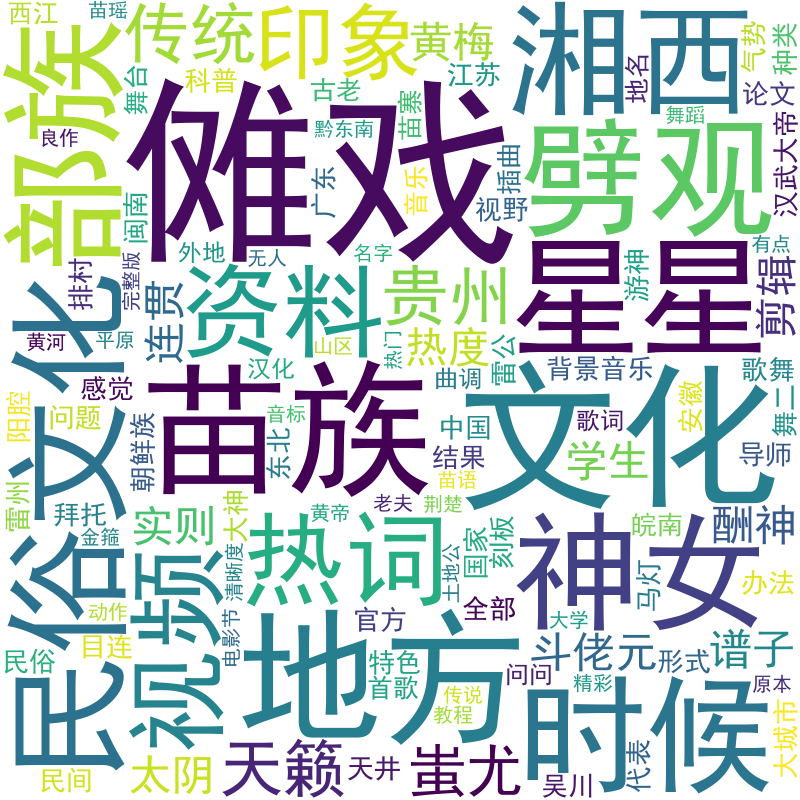 西江
苗瑶
传统
印象
黄梅
湘西
气势
种类
部族
舞台
科普
古老
江苏
地名
论文
良作
傩戏
黔东南
苗寨
插曲
舞蹈
汉武大帝
闽南
广东
音乐
视野
劈观
外地
无人
名字
有点
排村
完整版
连贯
资料
贵州
星星
游神
剪辑
黄河
平原
上区
热门
热度
雷公
民俗文化
感觉
汉化
曲调
背景音乐
歌舞
阳腔
问题
朝鲜族
苗族
音标
东北
中国
歌词
文化
安徽
舞二
雷州
拜托
结果
苗语
学生
导师
金箍
实则
大神
老夫
黄帝
荆楚
国家
刻板
皖南
酬神
热词
神女
视频
清晰度
土地公
马灯
办法
动作
电影节
官方
全部
大学
民俗
目连
地方
特色
首歌
问问
斗佬元
形式
谱子
精彩
原本
传说
教程
时候
大城市
民间
太阴
天籁
天井
蚩尤
吴川
代表